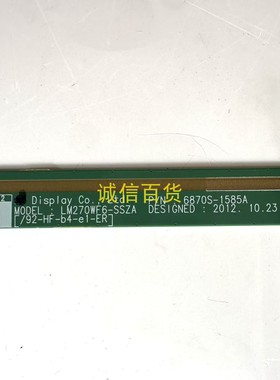 2
Display Co., Ltd. P/N : 6870S-1585A
诚信百货
MODEL : LM270WF6-SSZA DESIGNED : 2012. 10.23
[/92-HF-b4-e1-ER]